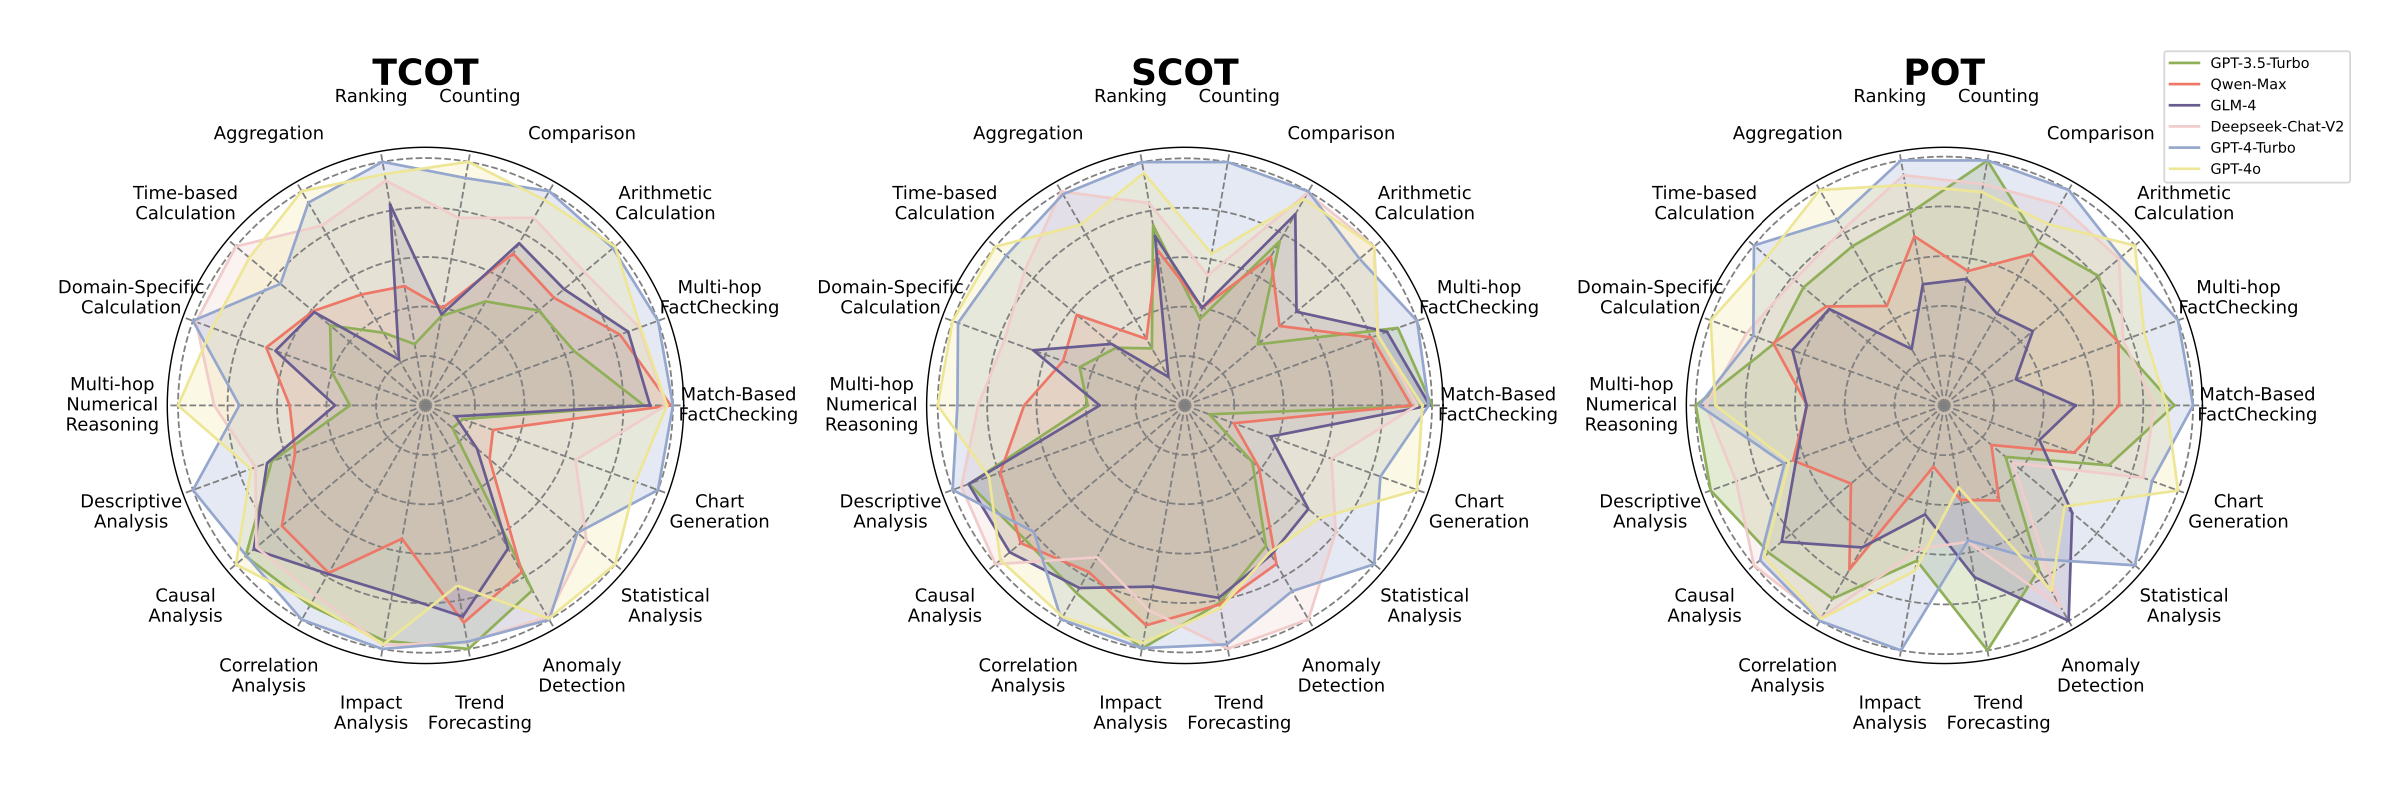 TCOT
Ranking
Counting
Aggregation
Comparison
Time-based
Calculation
Arithmetic
Calculation
Domain-Specific
Calculation
Multi-hop
FactChecking
Multi-hop
Numerical
Reasoning
Match-Based
FactChecking
Descriptive
Analysis
Chart
Generation
Causal
Analysis
Statistical
Analysis
Correlation
Analysis
Anomaly
Detection
Impact
Analysis
Trend
Forecasting
SCOT
Ranking
Counting
Aggregation
Comparison
Time-based
Calculation
Arithmetic
Calculation
Domain-Specific
Calculation
Multi-hop
FactChecking
Multi-hop
Numerical
Reasoning
Match-Based
FactChecking
Descriptive
Analysis
Chart
Generation
Causal
Analysis
Statistical
Analysis
Correlation
Analysis
Anomaly
Detection
Impact
Analysis
Trend
Forecasting
POT
Ranking
Counting
Aggregation
Comparison
Time-based
Calculation
Arithmetic
Calculation
Domain-Specific
Calculation
Multi-hop
FactChecking
Multi-hop
Numerical
Reasoning
Match-Based
FactChecking
Descriptive
Analysis
Chart
Generation
Causal
Analysis
Statistical
Analysis
Correlation
Analysis
Anomaly
Detection
Impact
Analysis
Trend
Forecasting
GPT-3.5-Turbo
Qwen-Max
GLM-4
Deepseek-Chat-V2
GPT-4-Turbo
GPT-4o